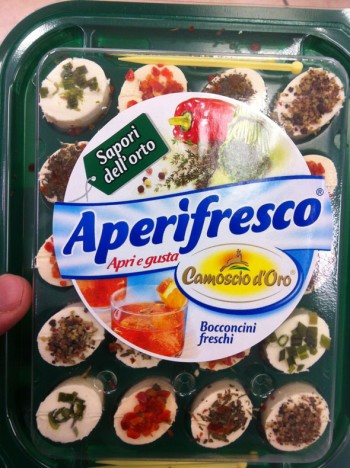 Sapori
dell'orto
Aperifresco®
Apri e gusta
Camoscio d'Oro
Bocconcini
freschi